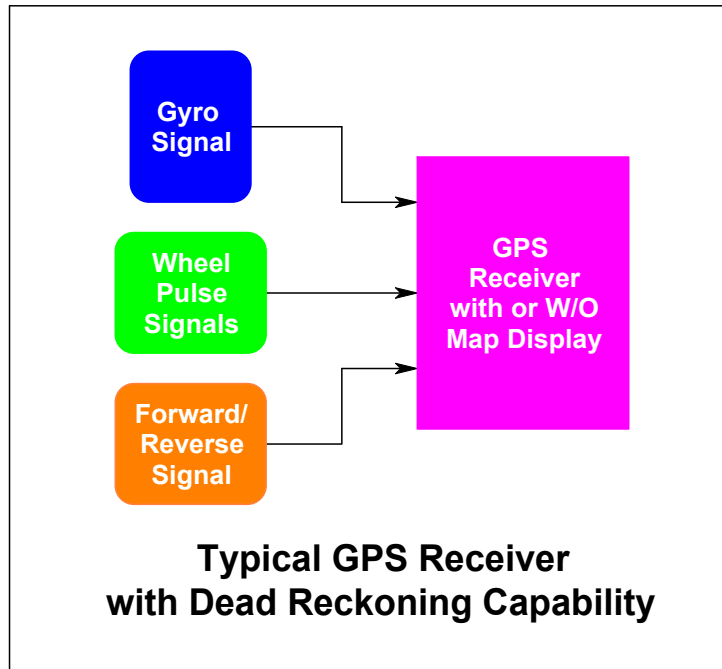 Gyro
Signal
Wheel
Pulse
Signals
Forward/
Reverse
Signal
GPS
Receiver
with or W/O
Map Display
Typical GPS Receiver
with Dead Reckoning Capability